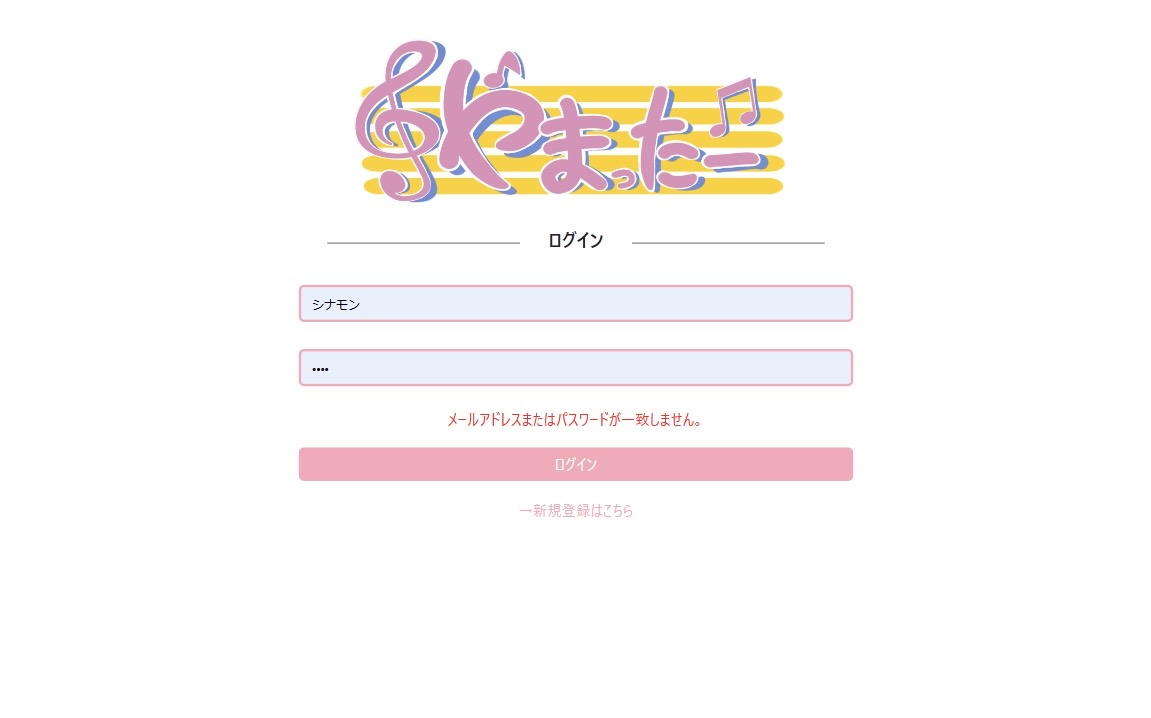 やまったー
ログイン
シナモン
••••
メールアドレスまたはパスワードが一致しません。
ログイン
→新規登録はこちら